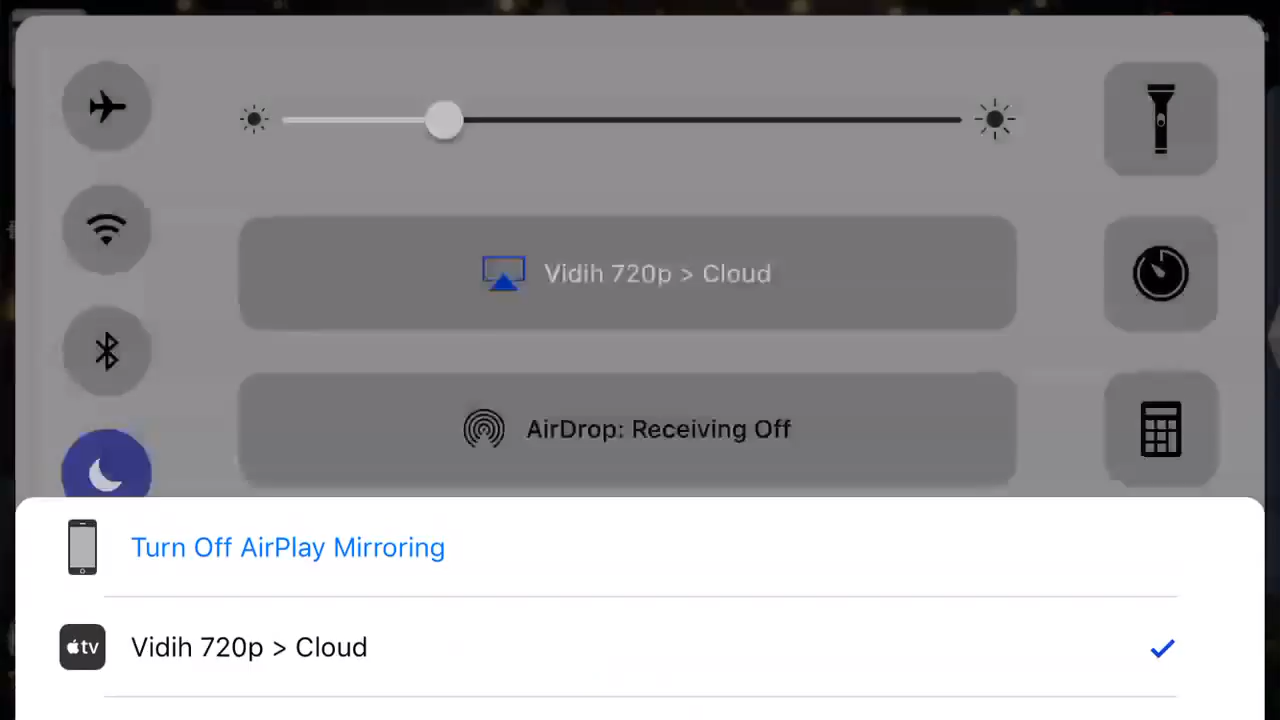 Vidih 720p > Cloud
AirDrop: Receiving Off
Turn Off AirPlay Mirroring
tv
Vidih 720p > Cloud